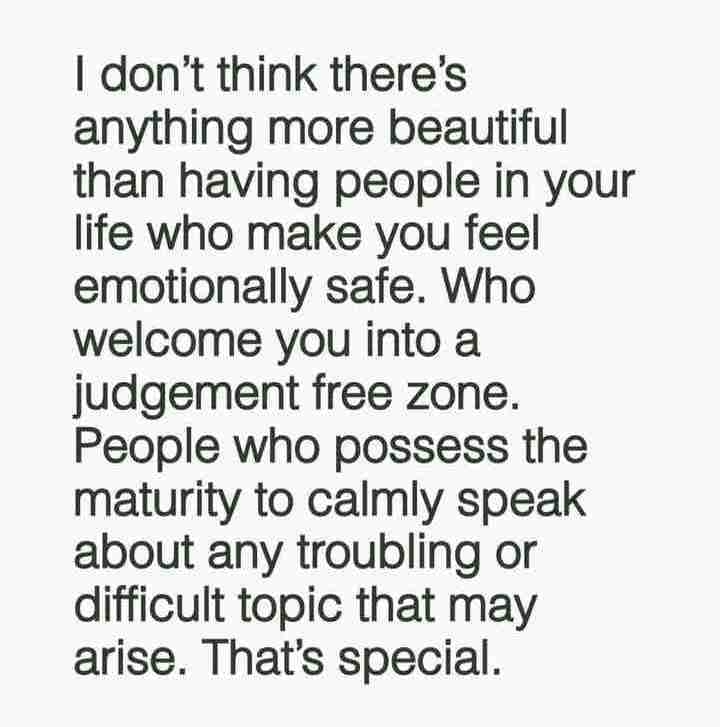 I don’t think there’s
anything more beautiful
than having people in your
life who make you feel
emotionally safe. Who
welcome you into a
judgement free zone.
People who possess the
maturity to calmly speak
about any troubling or
difficult topic that may
arise. That’s special.